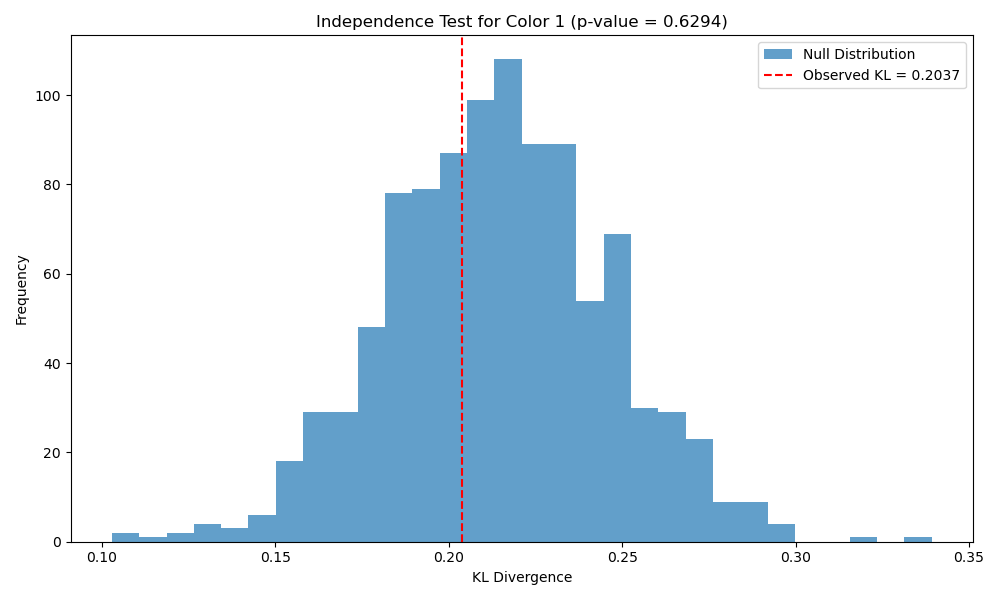 Independence Test for Color 1 (p-value = 0.6294)
Null Distribution
Observed KL = 0.2037
Frequency
100
80
60
40
20
0
0.10 0.15 0.20 0.25 0.30 0.35
KL Divergence